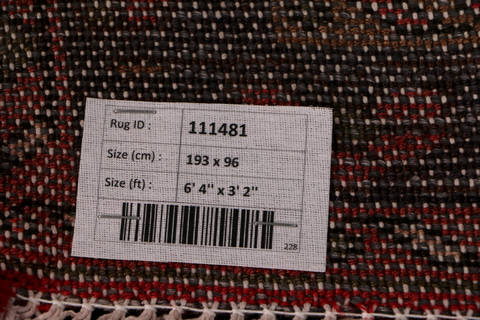 Rug ID : 111481
Size (cm) : 193 x 96
Size (ft) : 6' 4'' x 3' 2''
228